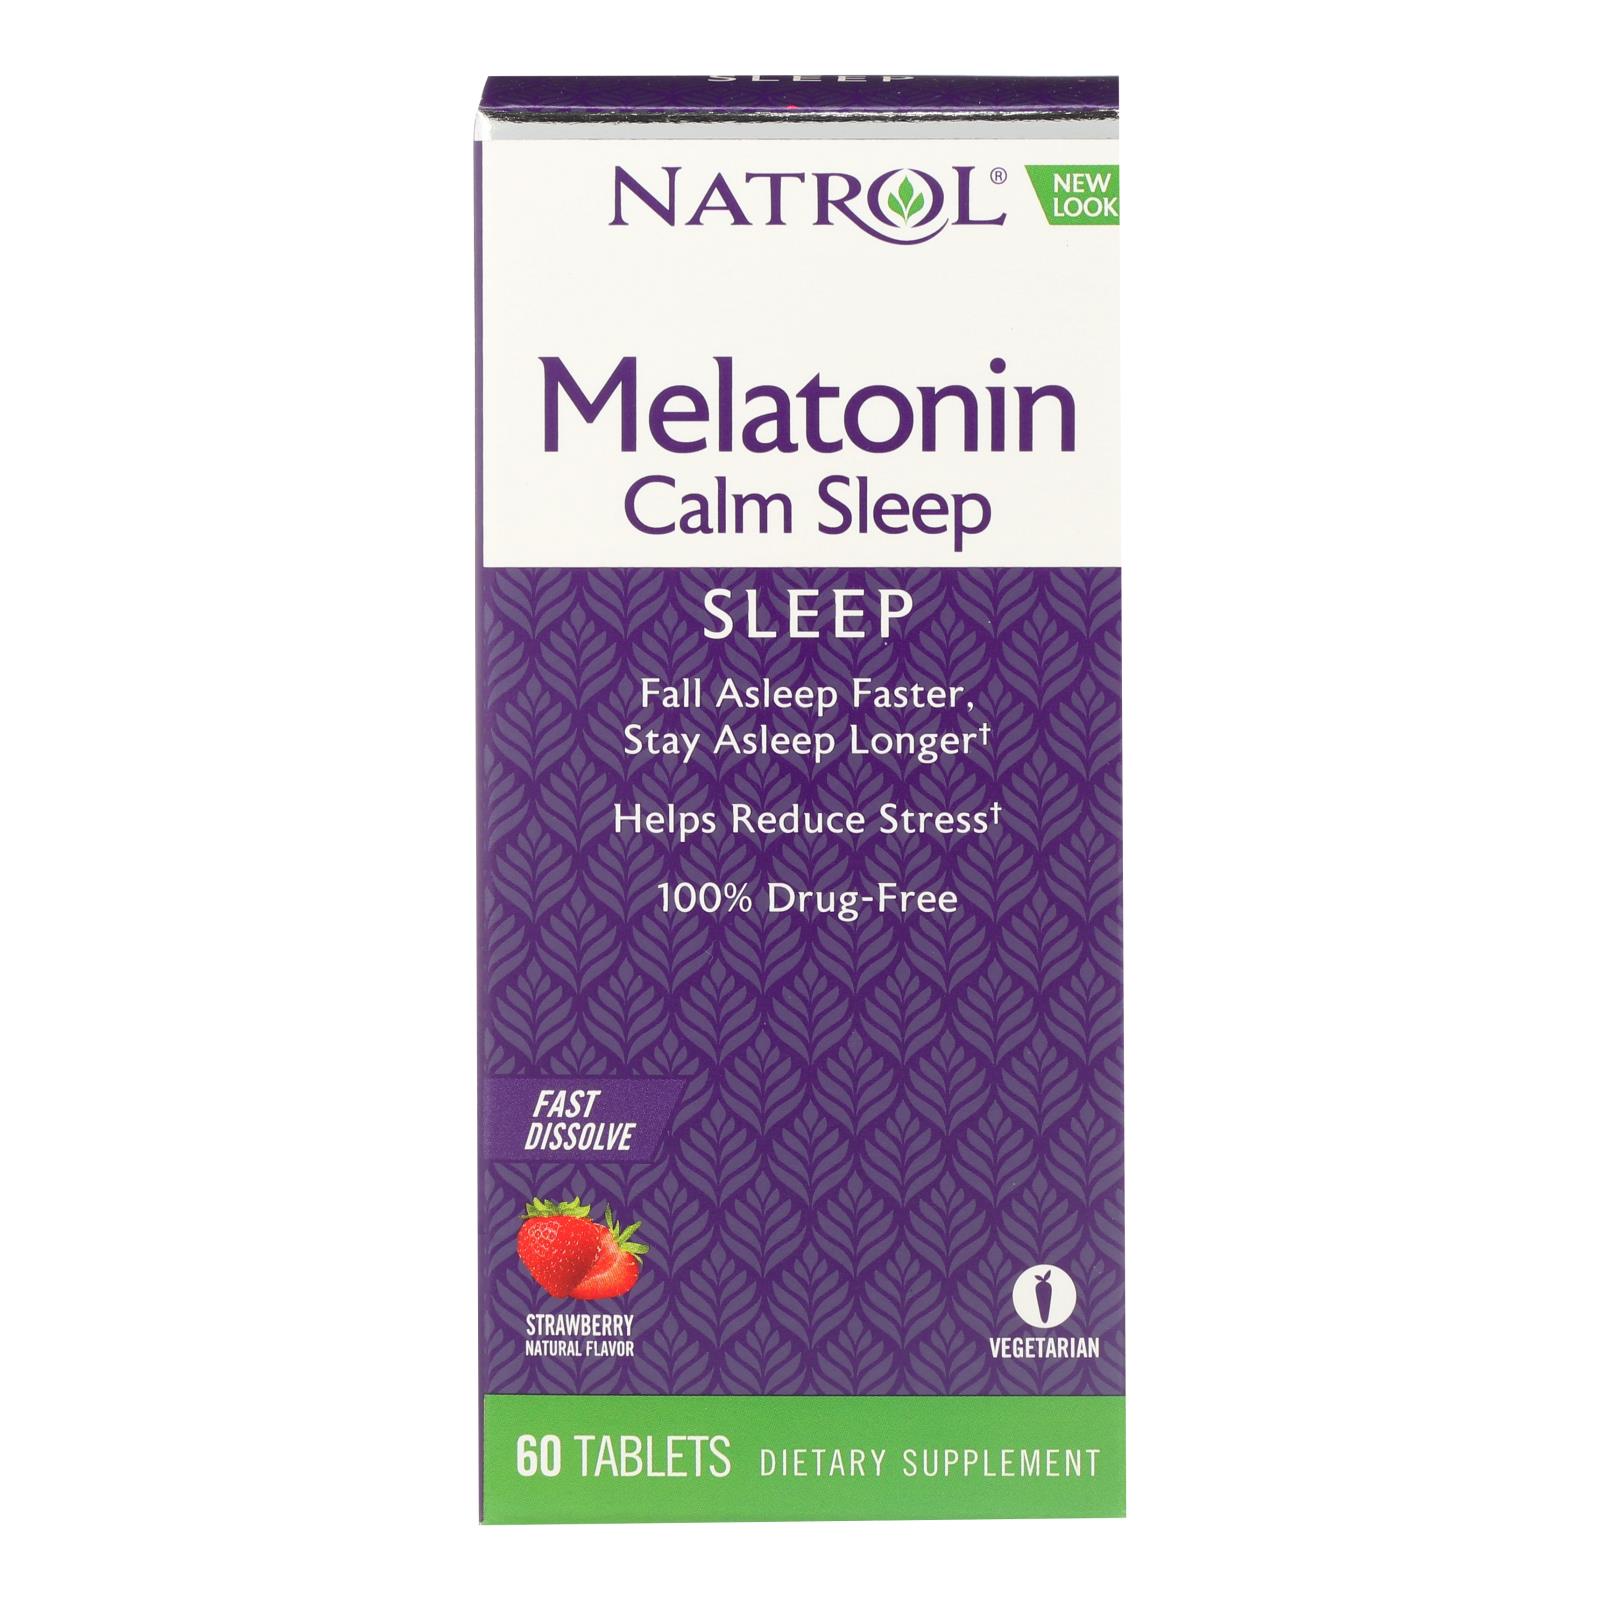 SLEEP
NATROL®
NEW
LOOK
Melatonin
Calm Sleep
SLEEP
Fall Asleep Faster,
Stay Asleep Longer†
Helps Reduce Stress†
100% Drug-Free
FAST
DISSOLVE
STRAWBERRY
NATURAL FLAVOR
VEGETARIAN
60 TABLETS DIETARY SUPPLEMENT